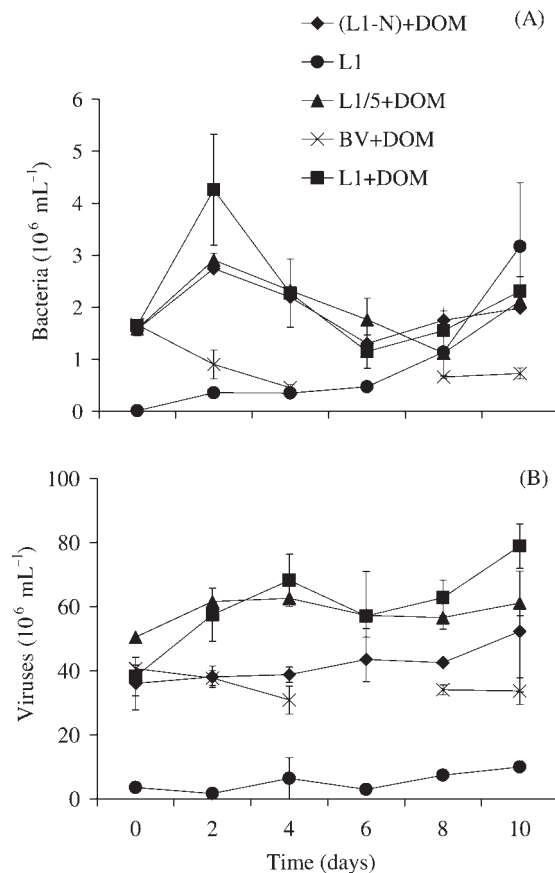 (A)
(L1-N)+DOM
L1
L1/5+DOM
BV+DOM
L1+DOM
6
5
4
3
2
1
0
Bacteria (10⁶ mL⁻¹)
(B)
100
80
60
40
20
0
Viruses (10⁶ mL⁻¹)
0 2 4 6 8 10
Time (days)